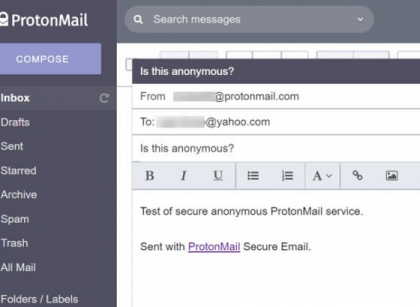 ProtonMail
Search messages
COMPOSE
Is this anonymous?
Inbox
From @protonmail.com
Drafts
To: @yahoo.com
Sent
Is this anonymous?
Starred
B I U A
Archive
Spam
Test of secure anonymous ProtonMail service.
Trash
Sent with ProtonMail Secure Email.
All Mail
Folders / Labels